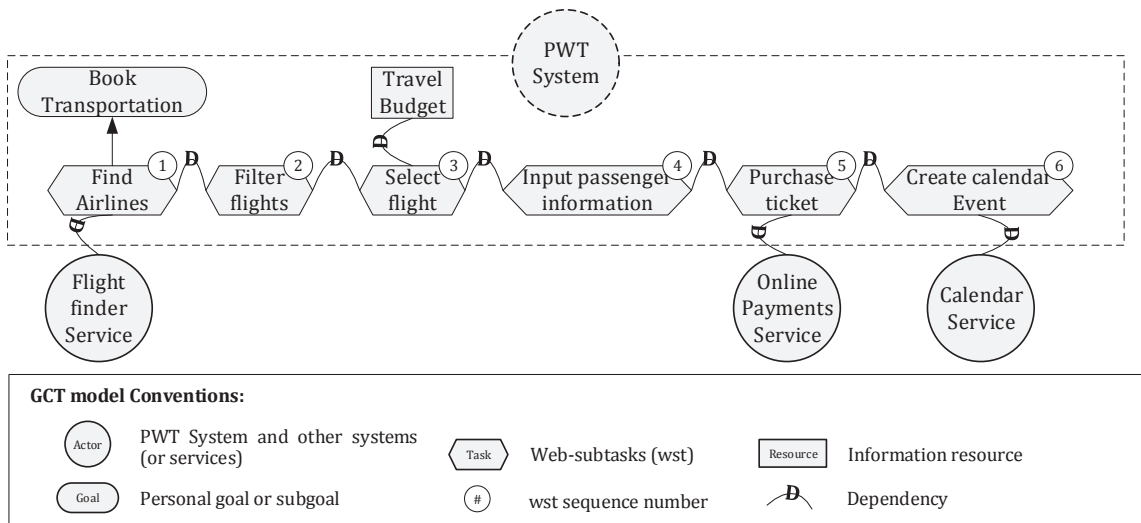 PWT
System
Book
Transportation
Travel
Budget
1
D
2
D
D
3
D
4
D
5
D
6
Find
Airlines
Filter
flights
Select
flight
Input passenger
information
Purchase
ticket
Create calendar
Event
D
D
D
Flight
finder
Service
Online
Payments
Service
Calendar
Service
GCT model Conventions:
Actor
PWT System and other systems
(or services)
Task
Web-subtasks (wst)
Resource
Information resource
Goal
Personal goal or subgoal
#
wst sequence number
D
Dependency